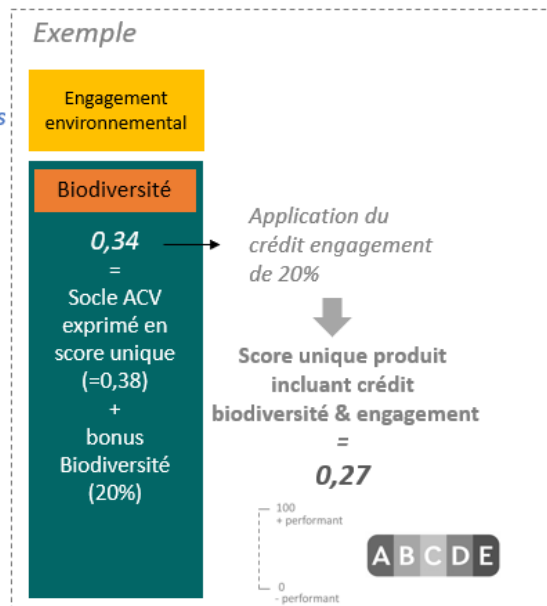 Exemple
s
Engagement
environnemental
Biodiversité
0,34
=
Socle ACV
exprimé en
score unique
(=0,38)
+
bonus
Biodiversité
(20%)
Application du
crédit engagement
de 20%
Score unique produit
incluant crédit
biodiversité & engagement
=
0,27
100
+ performant
0
- performant
A B C D E